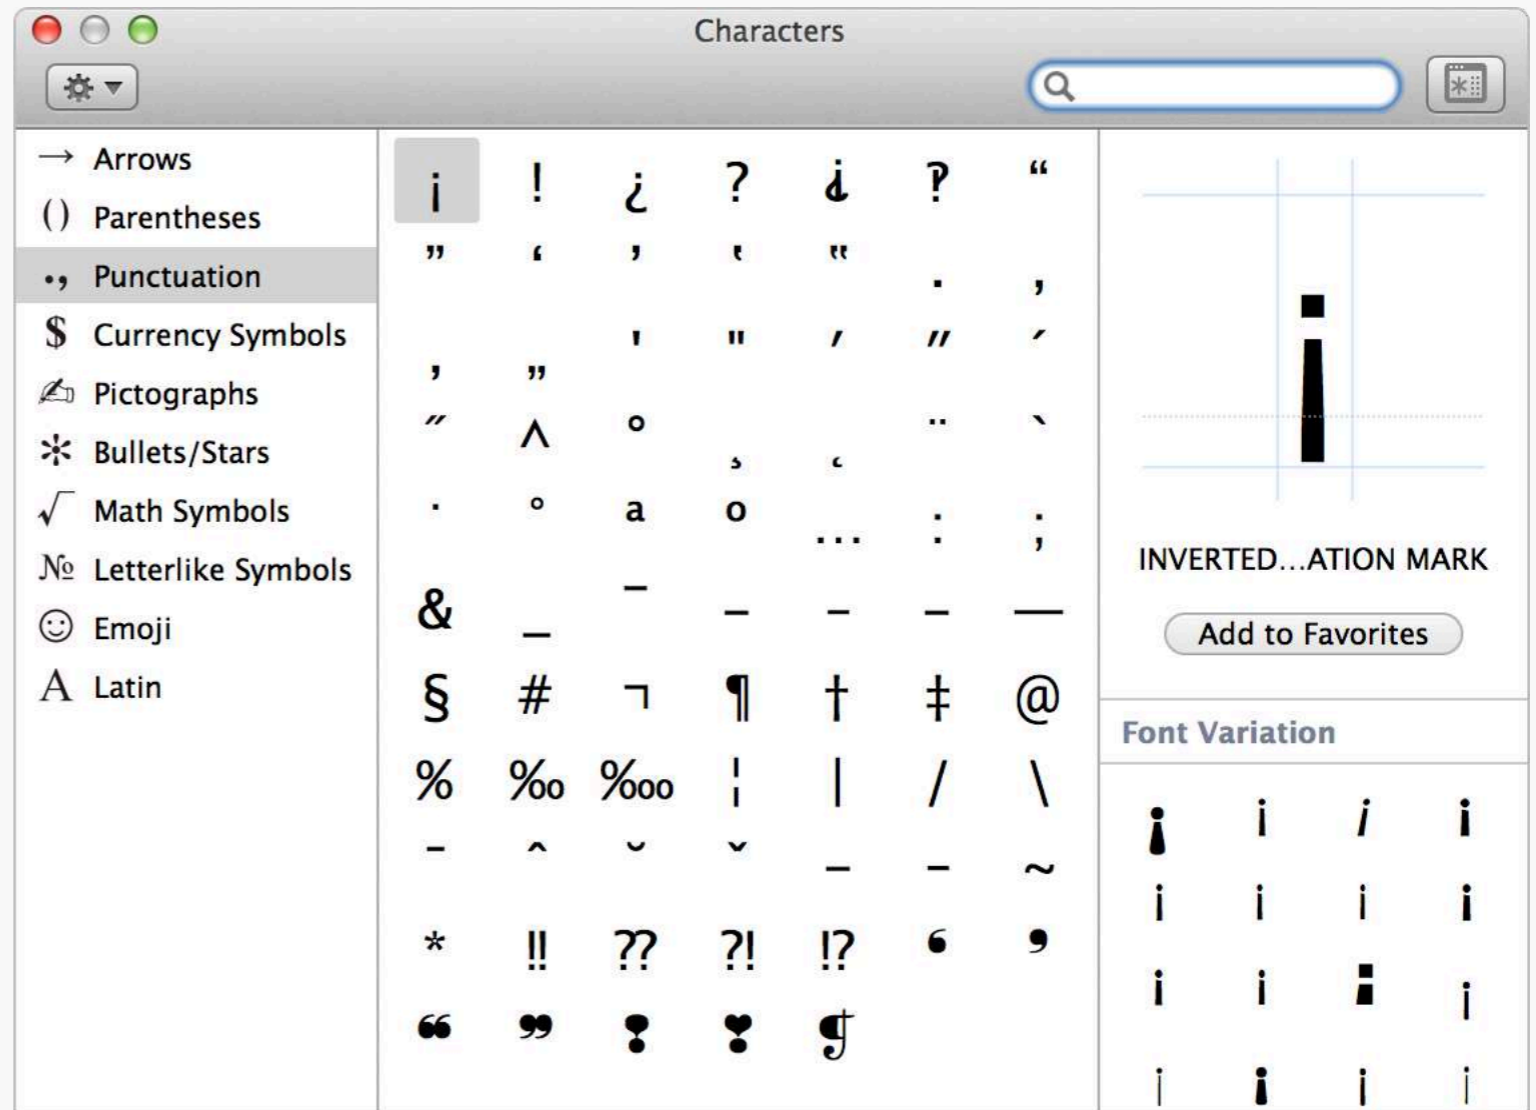 Characters
→ Arrows
() Parentheses
., Punctuation
$ Currency Symbols
✍ Pictographs
✻ Bullets/Stars
√ Math Symbols
№ Letterlike Symbols
☺ Emoji
A Latin
¡ ! ¿ ? ⸘ ‽ “
” ‘ ’ ‛ ‟ . ,
‚ „ ' " ′ ″ ´
˝ ^ ° ¸ ˛ ¨ `
˙ ˚ ª º … : ;
& _ ¯ - – ‒ —
§ # ¬ ¶ † ‡ @
% ‰ ‱ ¦ | / \
ˉ ˆ ˘ ˇ ‐ ‑ ~
* ‼ ⁇ ⁈ ⁉ ❛ ❜
❝ ❞ ❢ ❣ ❡
INVERTED...ATION MARK
Add to Favorites
Font Variation
¡ ¡ ¡ ¡
¡ ¡ ¡ ¡
¡ ¡ ¡ ¡
¡ ¡ ¡ ¡